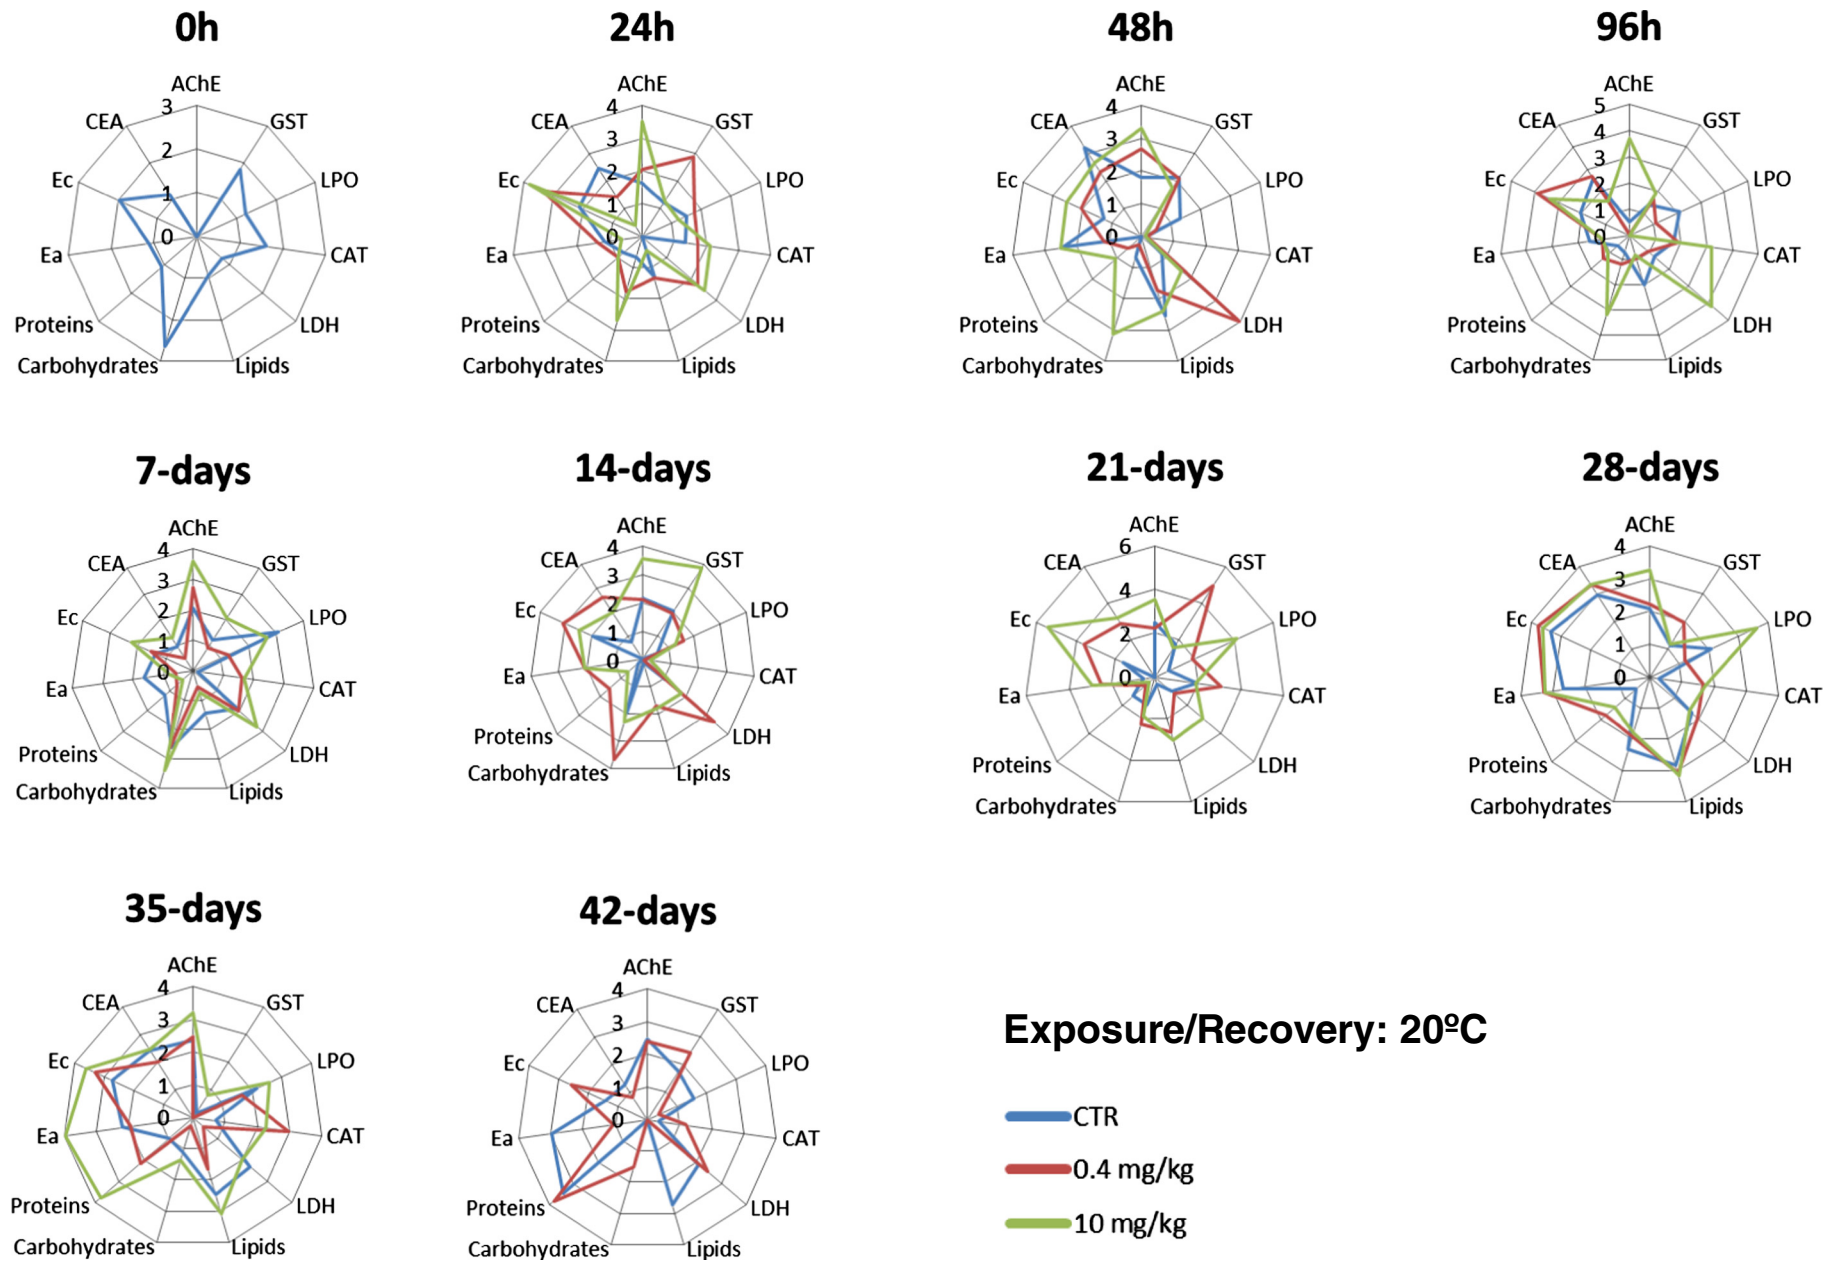 0h
24h
48h
96h
AChE
GST
LPO
CAT
LDH
Lipids
Carbohydrates
Proteins
Ea
Ec
CEA
3
2
1
0
AChE
GST
LPO
CAT
LDH
Lipids
Carbohydrates
Proteins
Ea
Ec
CEA
4
3
2
1
0
AChE
GST
LPO
CAT
LDH
Lipids
Carbohydrates
Proteins
Ea
Ec
CEA
4
3
2
1
0
AChE
GST
LPO
CAT
LDH
Lipids
Carbohydrates
Proteins
Ea
Ec
CEA
5
4
3
2
1
0
7-days
14-days
21-days
28-days
AChE
GST
LPO
CAT
LDH
Lipids
Carbohydrates
Proteins
Ea
Ec
CEA
4
3
2
1
0
AChE
GST
LPO
CAT
LDH
Lipids
Carbohydrates
Proteins
Ea
Ec
CEA
4
3
2
1
0
AChE
GST
LPO
CAT
LDH
Lipids
Carbohydrates
Proteins
Ea
Ec
CEA
6
4
2
0
AChE
GST
LPO
CAT
LDH
Lipids
Carbohydrates
Proteins
Ea
Ec
CEA
4
3
2
1
0
35-days
42-days
AChE
GST
LPO
CAT
LDH
Lipids
Carbohydrates
Proteins
Ea
Ec
CEA
4
3
2
1
0
AChE
GST
LPO
CAT
LDH
Lipids
Carbohydrates
Proteins
Ea
Ec
CEA
4
3
2
1
0
Exposure/Recovery: 20ºC
CTR
0.4 mg/kg
10 mg/kg